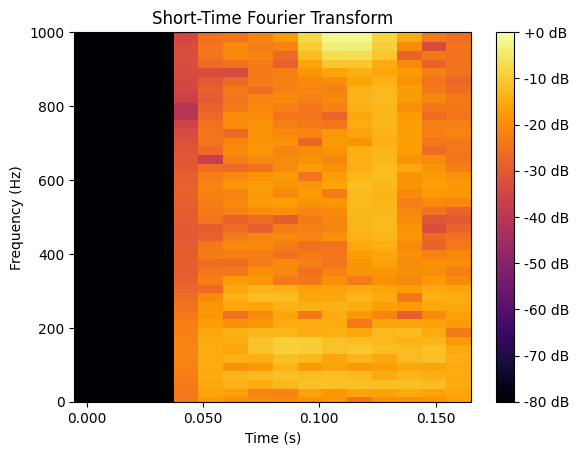 Short-Time Fourier Transform
1000
800
600
400
200
0
Frequency (Hz)
0.000
0.050
0.100
0.150
Time (s)
+0 dB
-10 dB
-20 dB
-30 dB
-40 dB
-50 dB
-60 dB
-70 dB
-80 dB